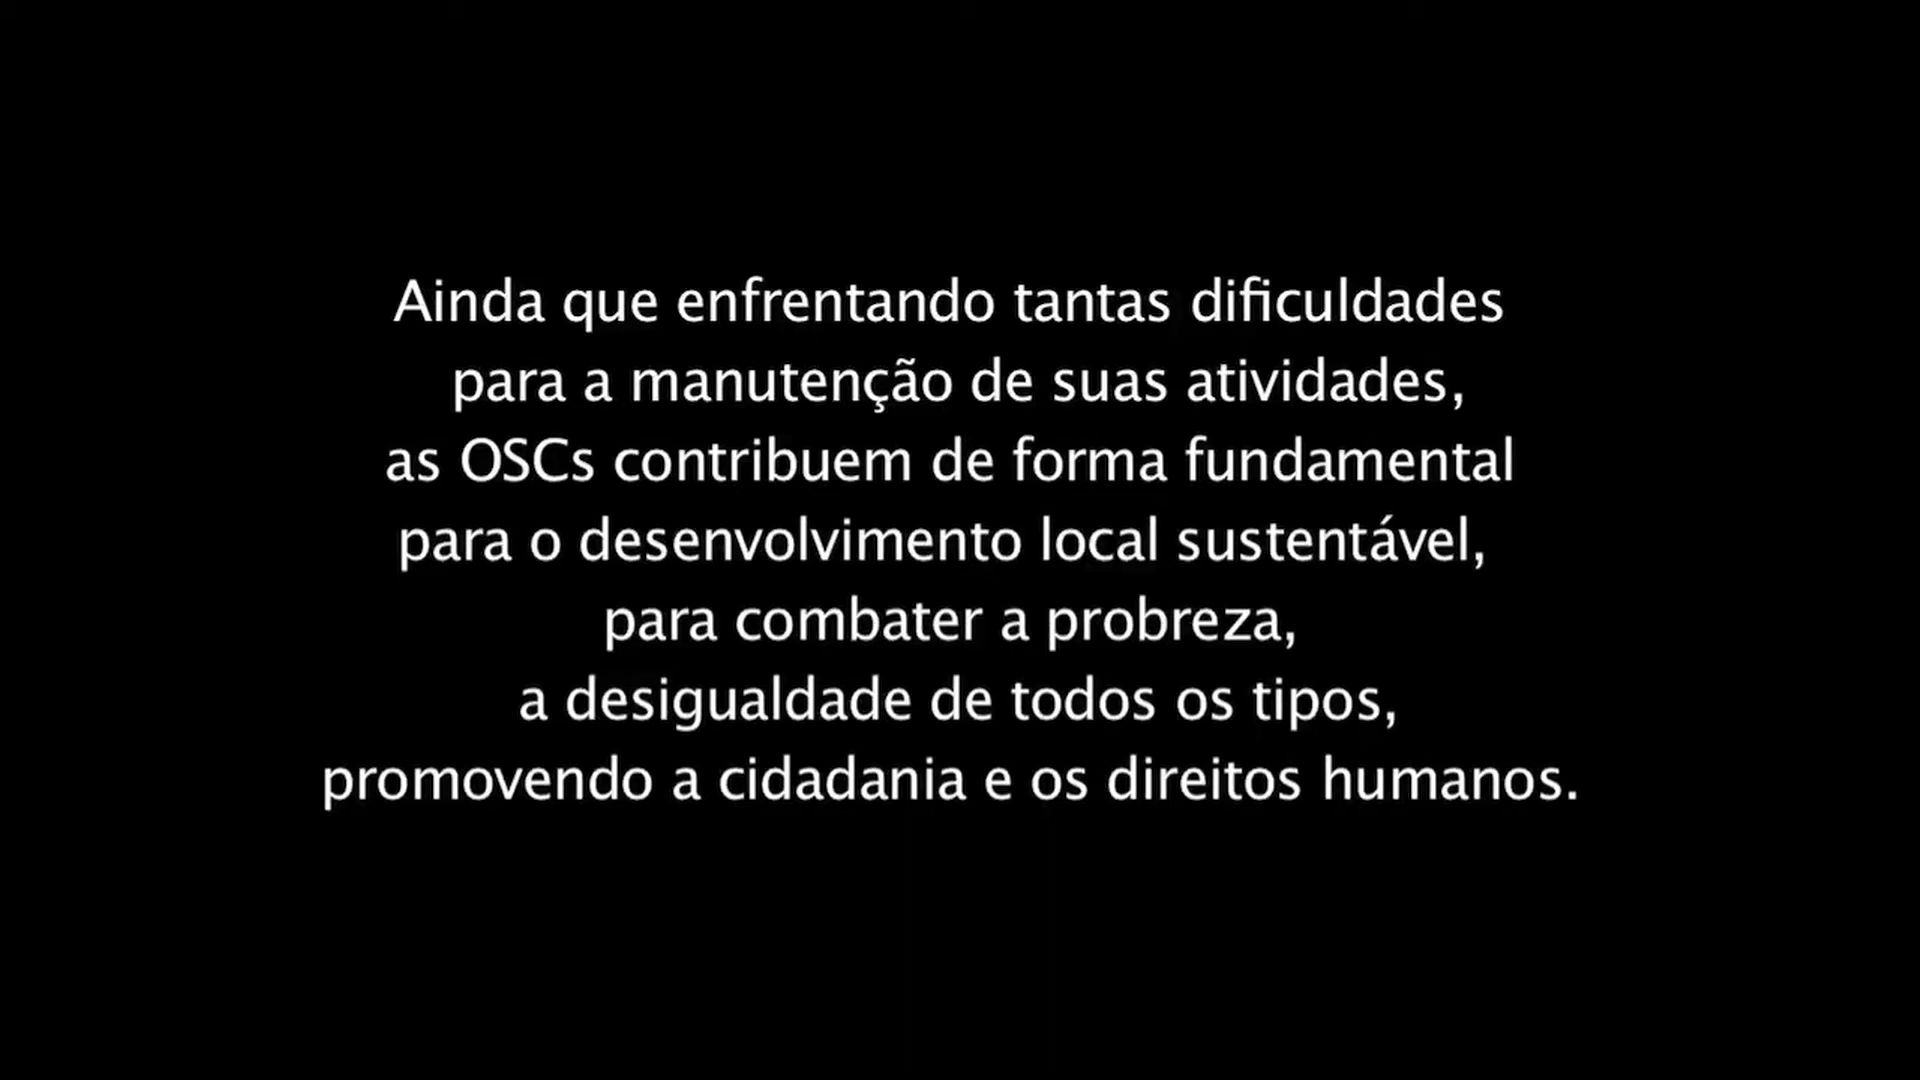 Ainda que enfrentando tantas dificuldades
para a manutenção de suas atividades,
as OSCs contribuem de forma fundamental
para o desenvolvimento local sustentável,
para combater a probreza,
a desigualdade de todos os tipos,
promovendo a cidadania e os direitos humanos.